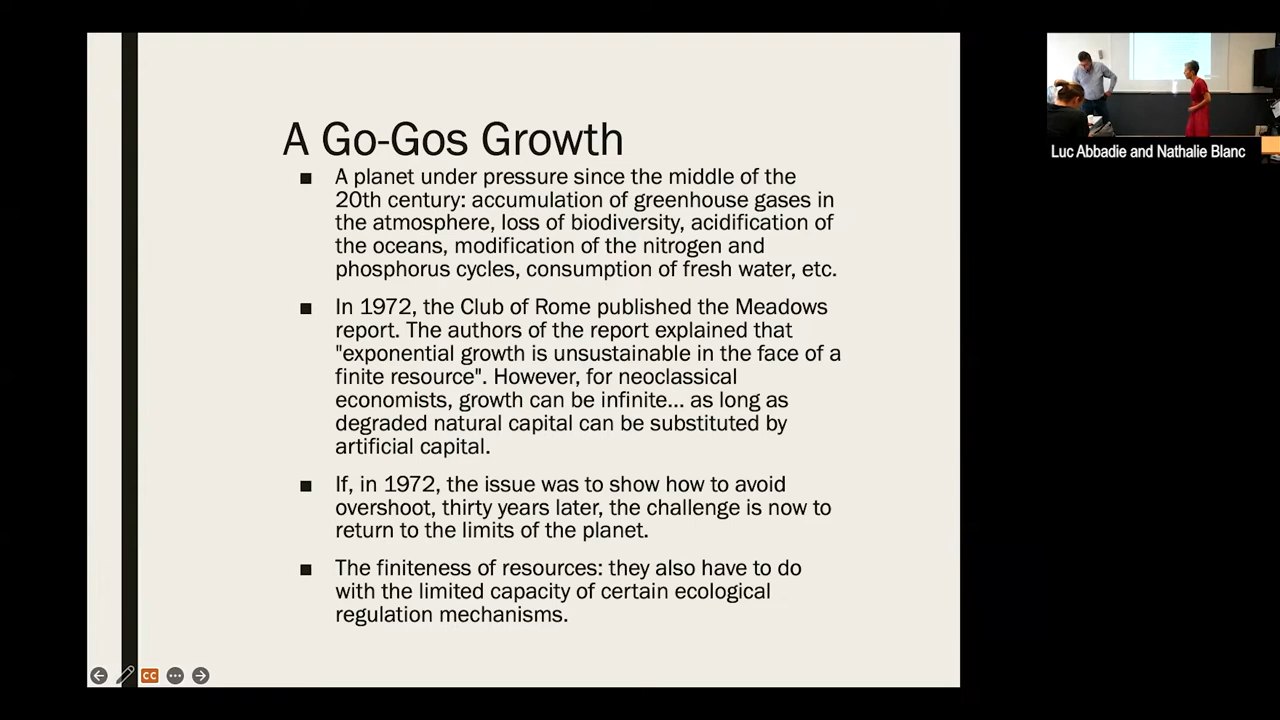 A Go-Gos Growth
A planet under pressure since the middle of the
20th century: accumulation of greenhouse gases in
the atmosphere, loss of biodiversity, acidification of
the oceans, modification of the nitrogen and
phosphorus cycles, consumption of fresh water, etc.
In 1972, the Club of Rome published the Meadows
report. The authors of the report explained that
"exponential growth is unsustainable in the face of a
finite resource". However, for neoclassical
economists, growth can be infinite... as long as
degraded natural capital can be substituted by
artificial capital.
If, in 1972, the issue was to show how to avoid
overshoot, thirty years later, the challenge is now to
return to the limits of the planet.
The finiteness of resources: they also have to do
with the limited capacity of certain ecological
regulation mechanisms.
CC
Luc Abbadie and Nathalie Blanc